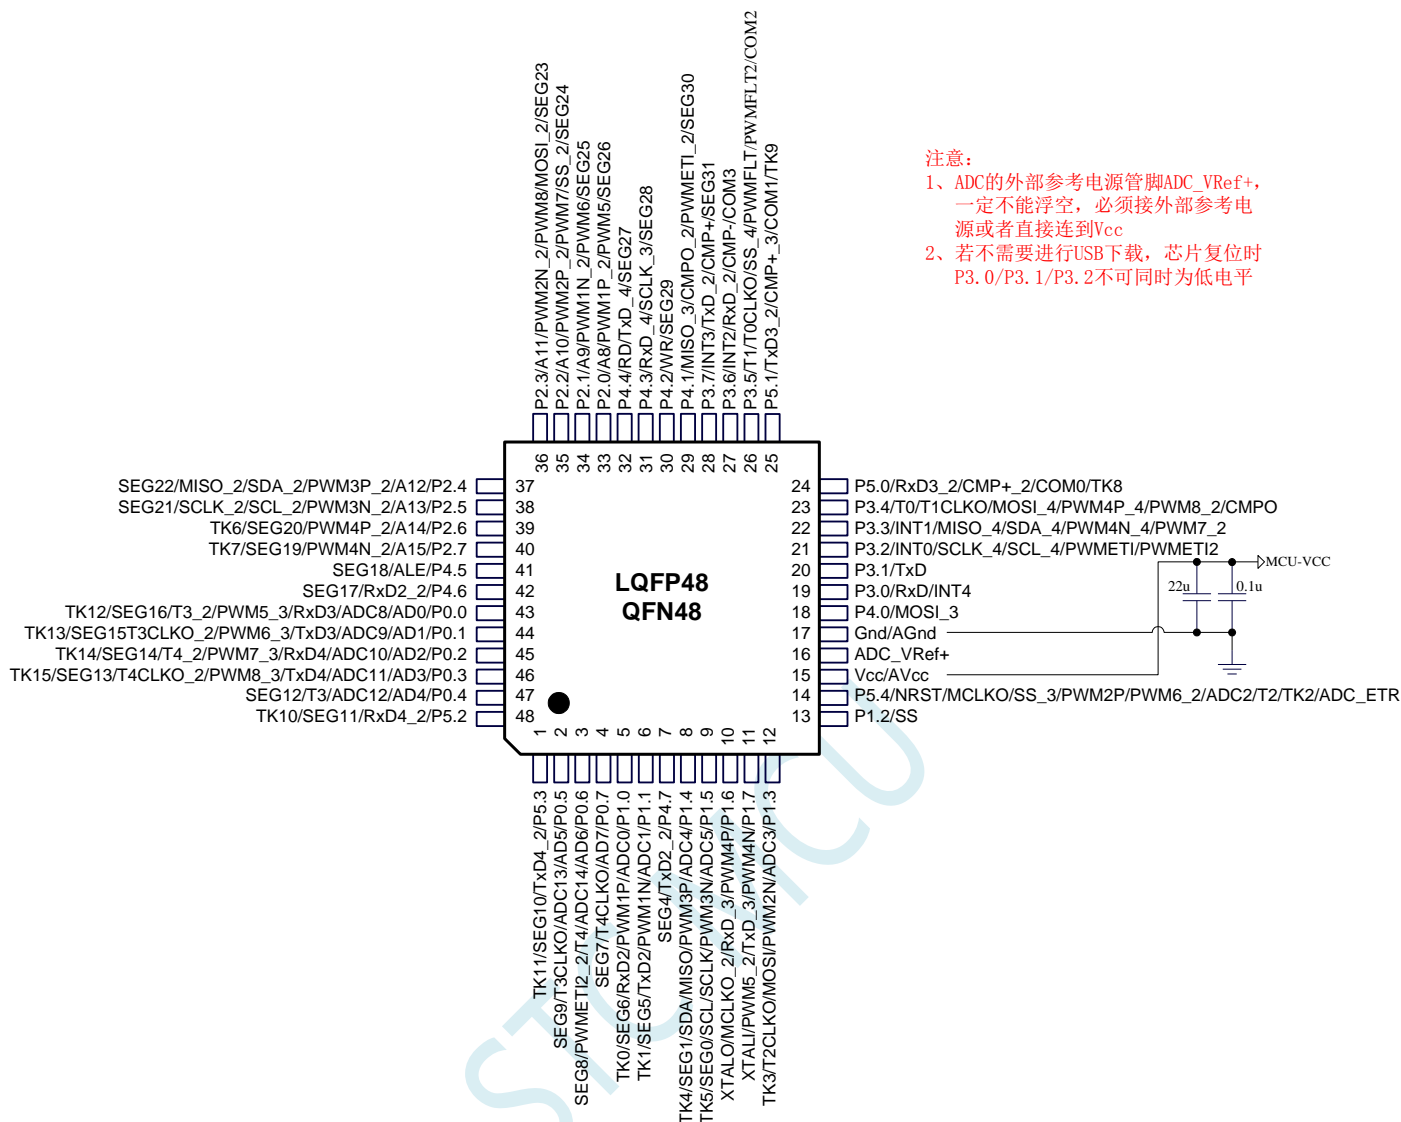 P2.3/A11/PWM2N_2/PWM8/MOSI_2/SEG23
P2.2/A10/PWM2P_2/PWM7/SS_2/SEG24
P2.1/A9/PWM1N_2/PWM6/SEG25
P2.0/A8/PWM1P_2/PWM5/SEG26
P4.4/RD/TxD_4/SEG27
P4.3/RxD_4/SCLK_3/SEG28
P4.2/WR/SEG29
P4.1/MISO_3/CMPO_2/PWMETI_2/SEG30
P3.7/INT3/TxD_2/CMP+/SEG31
P3.6/INT2/RxD_2/CMP-/COM3
P3.5/T1/T0CLKO/SS_4/PWMFLT/PWMFLT2/COM2
P5.1/TxD3_2/CMP+_3/COM1/TK9
注意:
1、ADC的外部参考电源管脚ADC_VRef+,
一定不能浮空,必须接外部参考电
源或者直接连到Vcc
2、若不需要进行USB下载,芯片复位时
P3.0/P3.1/P3.2不可同时为低电平
36 35 34 33 32 31 30 29 28 27 26 25
SEG22/MISO_2/SDA_2/PWM3P_2/A12/P2.4 37
SEG21/SCLK_2/SCL_2/PWM3N_2/A13/P2.5 38
TK6/SEG20/PWM4P_2/A14/P2.6 39
TK7/SEG19/PWM4N_2/A15/P2.7 40
SEG18/ALE/P4.5 41
SEG17/RxD2_2/P4.6 42
TK12/SEG16/T3_2/PWM5_3/RxD3/ADC8/AD0/P0.0 43
TK13/SEG15T3CLKO_2/PWM6_3/TxD3/ADC9/AD1/P0.1 44
TK14/SEG14/T4_2/PWM7_3/RxD4/ADC10/AD2/P0.2 45
TK15/SEG13/T4CLKO_2/PWM8_3/TxD4/ADC11/AD3/P0.3 46
SEG12/T3/ADC12/AD4/P0.4 47
TK10/SEG11/RxD4_2/P5.2 48
LQFP48
QFN48
24 P5.0/RxD3_2/CMP+_2/COM0/TK8
23 P3.4/T0/T1CLKO/MOSI_4/PWM4P_4/PWM8_2/CMPO
22 P3.3/INT1/MISO_4/SDA_4/PWM4N_4/PWM7_2
21 P3.2/INT0/SCLK_4/SCL_4/PWMETI/PWMETI2
20 P3.1/TxD
19 P3.0/RxD/INT4
18 P4.0/MOSI_3
17 Gnd/AGnd
16 ADC_VRef+
15 Vcc/AVcc
14 P5.4/NRST/MCLKO/SS_3/PWM2P/PWM6_2/ADC2/T2/TK2/ADC_ETR
13 P1.2/SS
MCU-VCC
22u 0.1u
1 2 3 4 5 6 7 8 9 10 11 12
TK11/SEG10/TxD4_2/P5.3
SEG9/T3CLKO/ADC13/AD5/P0.5
SEG8/PWMETI2_2/T4/ADC14/AD6/P0.6
SEG7/T4CLKO/AD7/P0.7
TK0/SEG6/RxD2/PWM1P/ADC0/P1.0
TK1/SEG5/TxD2/PWM1N/ADC1/P1.1
SEG4/TxD2_2/P4.7
TK4/SEG1/SDA/MISO/PWM3P/ADC4/P1.4
TK5/SEG0/SCL/SCLK/PWM3N/ADC5/P1.5
XTALO/MCLKO_2/RxD_3/PWM4P/P1.6
XTALI/PWM5_2/TxD_3/PWM4N/P1.7
TK3/T2CLKO/MOSI/PWM2N/ADC3/P1.3
STCMCU